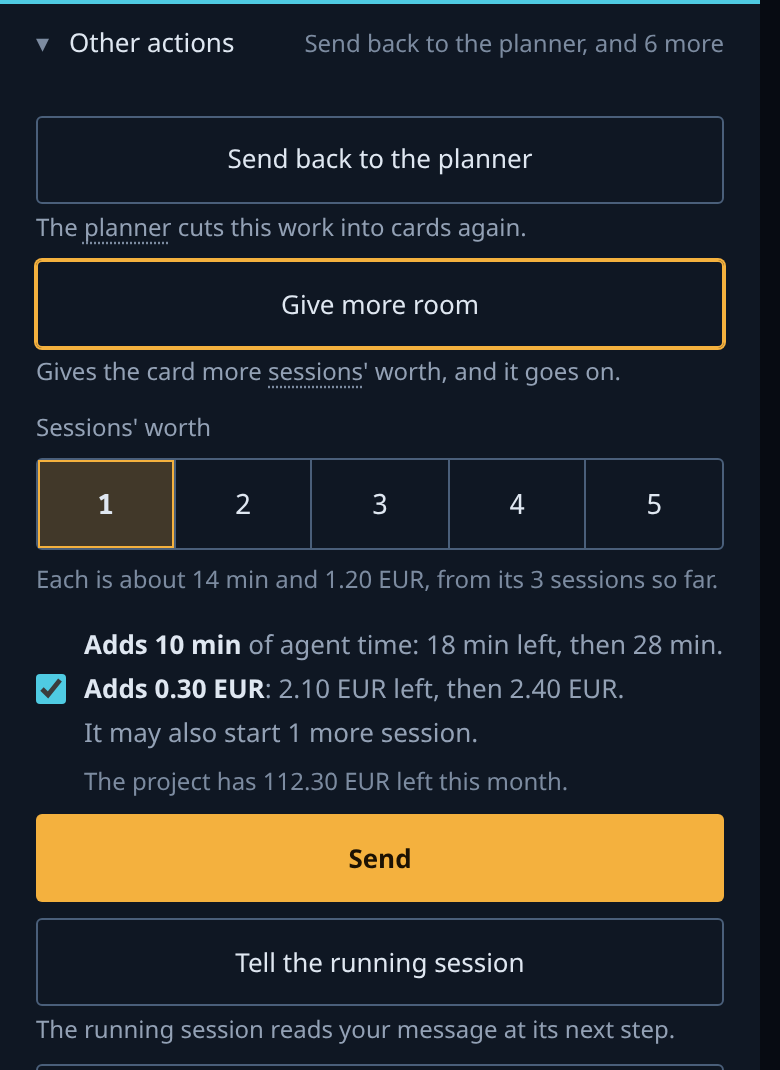 ▼ Other actions Send back to the planner, and 6 more
Send back to the planner
The planner cuts this work into cards again.
Give more room
Gives the card more sessions' worth, and it goes on.
Sessions' worth
1 2 3 4 5
Each is about 14 min and 1.20 EUR, from its 3 sessions so far.
Adds 10 min of agent time: 18 min left, then 28 min.
Adds 0.30 EUR: 2.10 EUR left, then 2.40 EUR.
It may also start 1 more session.
The project has 112.30 EUR left this month.
Send
Tell the running session
The running session reads your message at its next step.